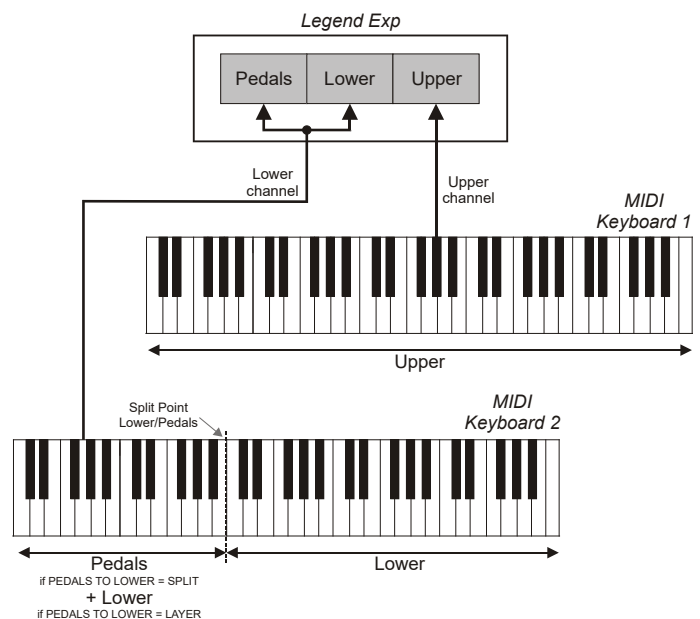 Legend Exp
Pedals
Lower
Upper
Lower
channel
Upper
channel
MIDI
Keyboard 1
Upper
Split Point
Lower/Pedals
MIDI
Keyboard 2
Pedals
if PEDALS TO LOWER = SPLIT
+ Lower
if PEDALS TO LOWER = LAYER
Lower